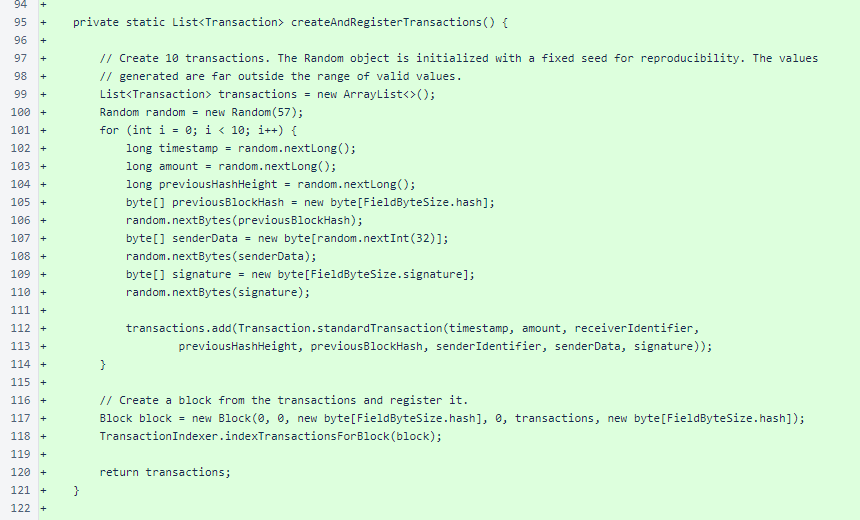 94 +
95 + private static List<Transaction> createAndRegisterTransactions() {
96 +
97 + // Create 10 transactions. The Random object is initialized with a fixed seed for reproducibility. The values
98 + // generated are far outside the range of valid values.
99 + List<Transaction> transactions = new ArrayList<>();
100 + Random random = new Random(57);
101 + for (int i = 0; i < 10; i++) {
102 + long timestamp = random.nextLong();
103 + long amount = random.nextLong();
104 + long previousHashHeight = random.nextLong();
105 + byte[] previousBlockHash = new byte[FieldByteSize.hash];
106 + random.nextBytes(previousBlockHash);
107 + byte[] senderData = new byte[random.nextInt(32)];
108 + random.nextBytes(senderData);
109 + byte[] signature = new byte[FieldByteSize.signature];
110 + random.nextBytes(signature);
111 +
112 + transactions.add(Transaction.standardTransaction(timestamp, amount, receiverIdentifier,
113 + previousHashHeight, previousBlockHash, senderIdentifier, senderData, signature));
114 + }
115 +
116 + // Create a block from the transactions and register it.
117 + Block block = new Block(0, 0, new byte[FieldByteSize.hash], 0, transactions, new byte[FieldByteSize.hash]);
118 + TransactionIndexer.indexTransactionsForBlock(block);
119 +
120 + return transactions;
121 + }
122 +